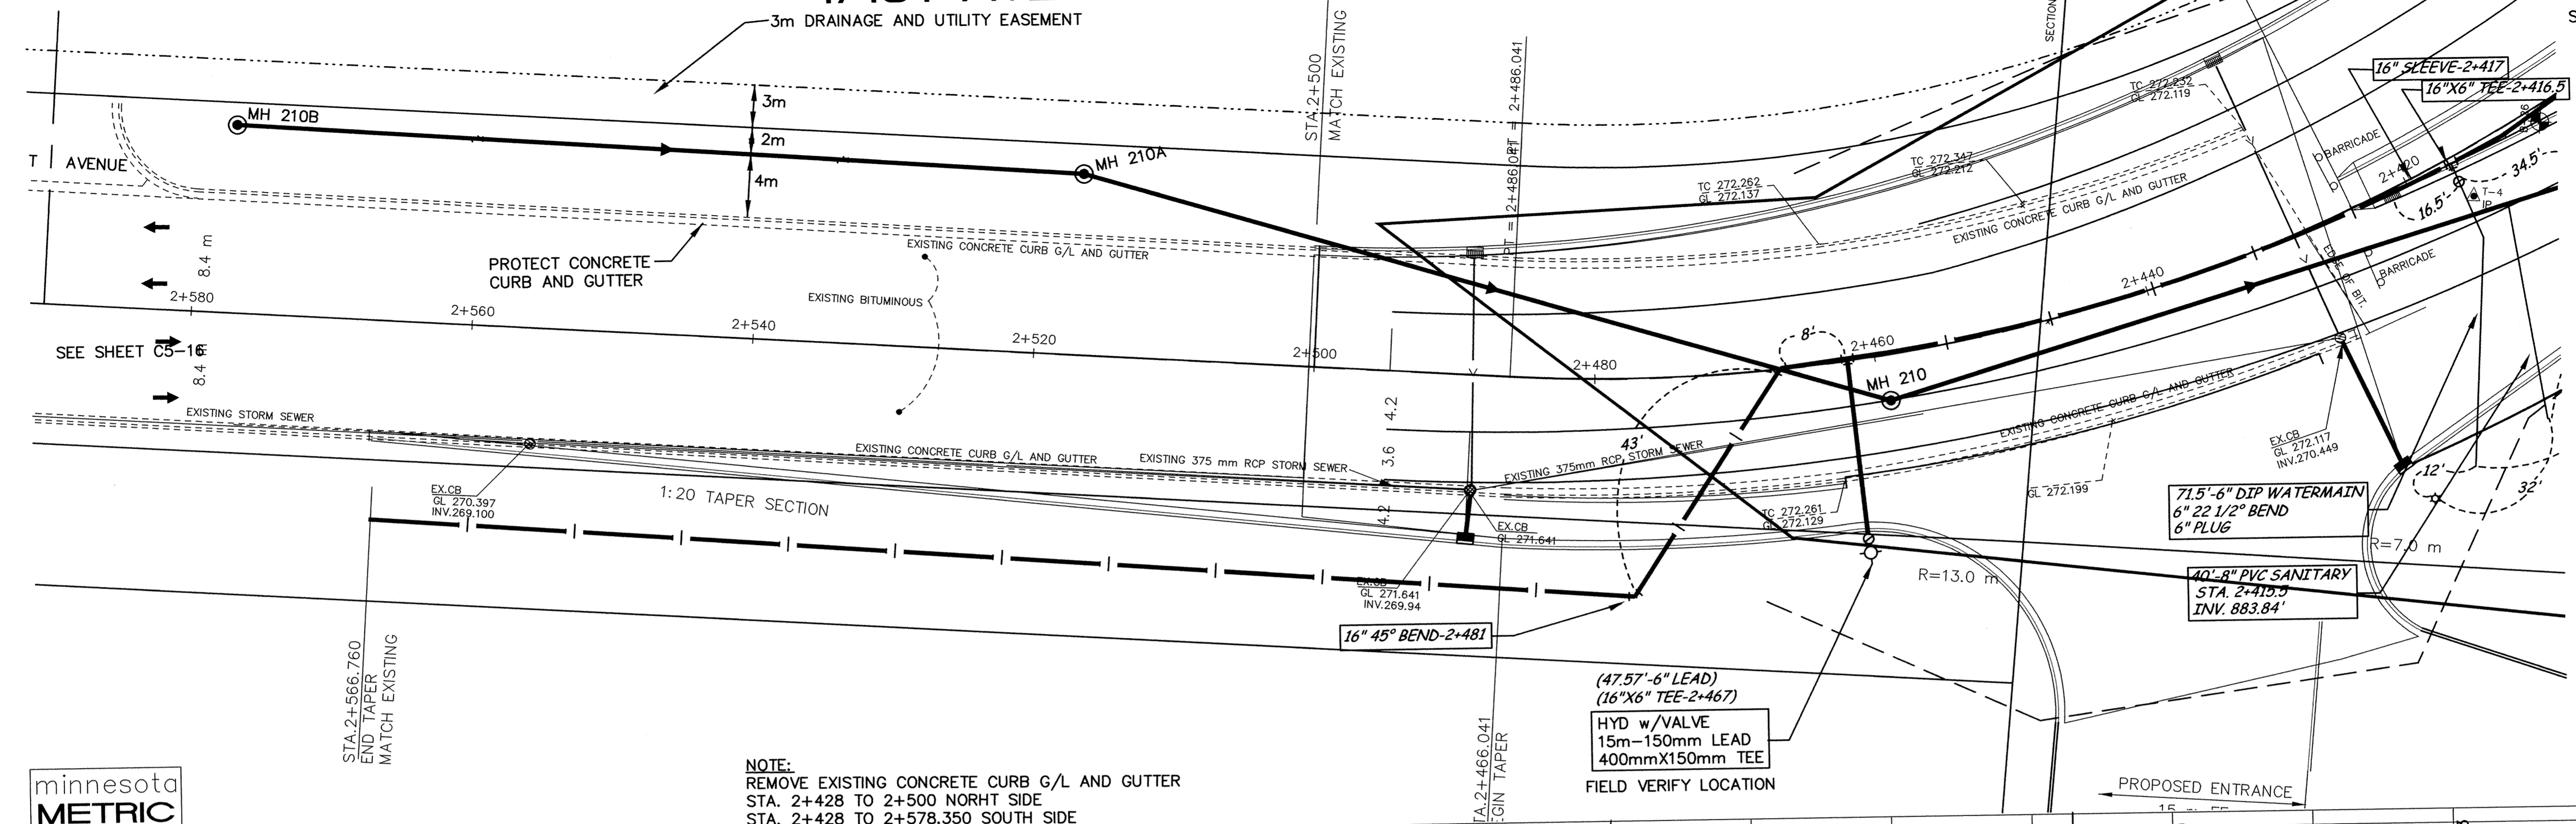 3m DRAINAGE AND UTILITY EASEMENT
STA.2+500
MATCH EXISTING
PT = 2+486.041
SECTION
16" SLEEVE-2+417
16"X6" TEE-2+416.5
TC 272.232
GL 272.119
MH 210B
3m
2m
4m
MH 210A
T AVENUE
BARRICADE
2+420
34.5'
16.5'
T-4
IP
TC 272.347
GL 272.212
TC 272.262
GL 272.137
EXISTING CONCRETE CURB G/L AND GUTTER
EXISTING CONCRETE CURB G/L AND GUTTER
PROTECT CONCRETE
CURB AND GUTTER
8.4 m
EXISTING BITUMINOUS
EDGE OF BIT.
BARRICADE
2+580
2+560
2+540
2+520
2+500
2+480
2+460
2+440
8'
SEE SHEET C5-16
8.4 m
MH 210
EXISTING STORM SEWER
EXISTING CONCRETE CURB G/L AND GUTTER
EXISTING 375 mm RCP STORM SEWER
EXISTING 375mm RCP STORM SEWER
EXISTING CONCRETE CURB G/L AND GUTTER
4.2
3.6
4.2
43'
EX.CB
GL 272.117
INV.270.449
GL 272.199
12'
32'
EX.CB
GL 270.397
INV.269.100
1:20 TAPER SECTION
TC 272.261
GL 272.129
EX.CB
GL 271.641
EX.CB
GL 271.641
INV.269.94
71.5'-6" DIP WATERMAIN
6" 22 1/2° BEND
6" PLUG
R=7.0 m
R=13.0 m
40'-8" PVC SANITARY
STA. 2+415.5
INV. 883.84'
16" 45° BEND-2+481
STA.2+566.760
END TAPER
MATCH EXISTING
(47.57'-6" LEAD)
(16"X6" TEE-2+467)
HYD w/VALVE
15m-150mm LEAD
400mmX150mm TEE
FIELD VERIFY LOCATION
TA.2+466.041
GIN TAPER
PROPOSED ENTRANCE
minnesota
METRIC
NOTE:
REMOVE EXISTING CONCRETE CURB G/L AND GUTTER
STA. 2+428 TO 2+500 NORHT SIDE
STA. 2+428 TO 2+578.350 SOUTH SIDE